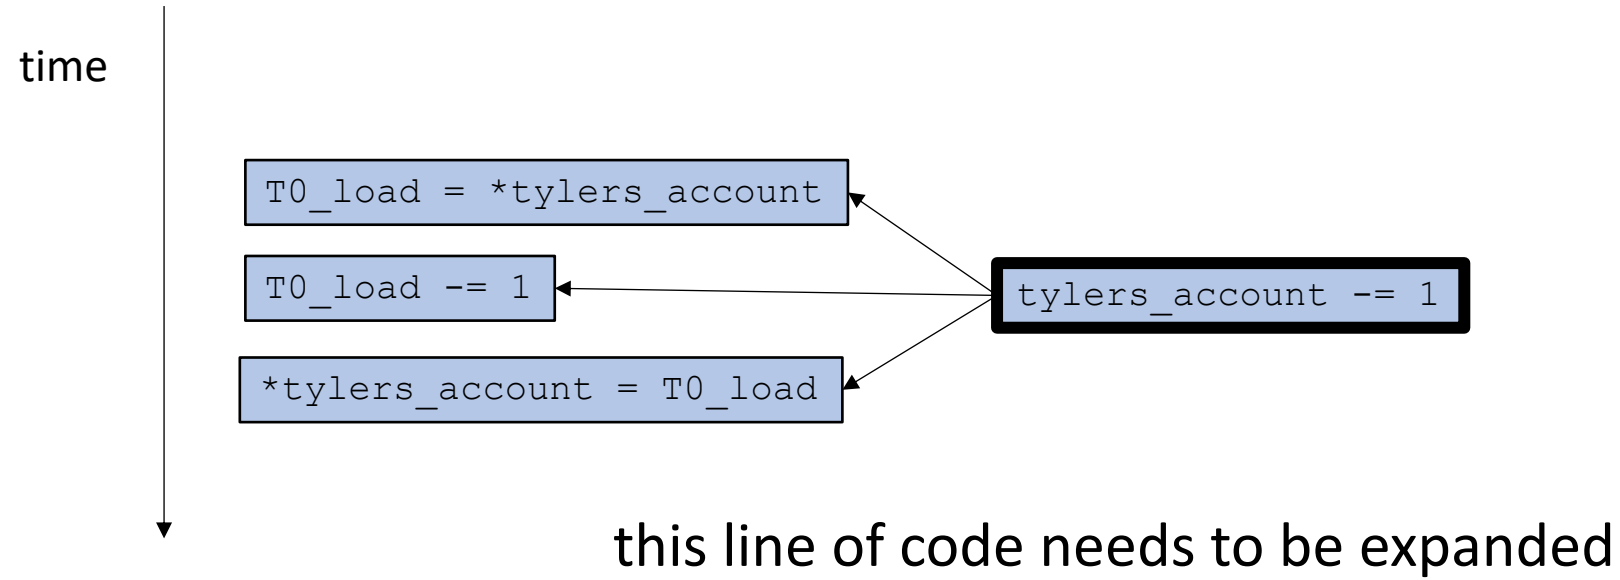 time
T0_load = *tylers_account
T0_load -= 1
tylers_account -= 1
*tylers_account = T0_load
this line of code needs to be expanded